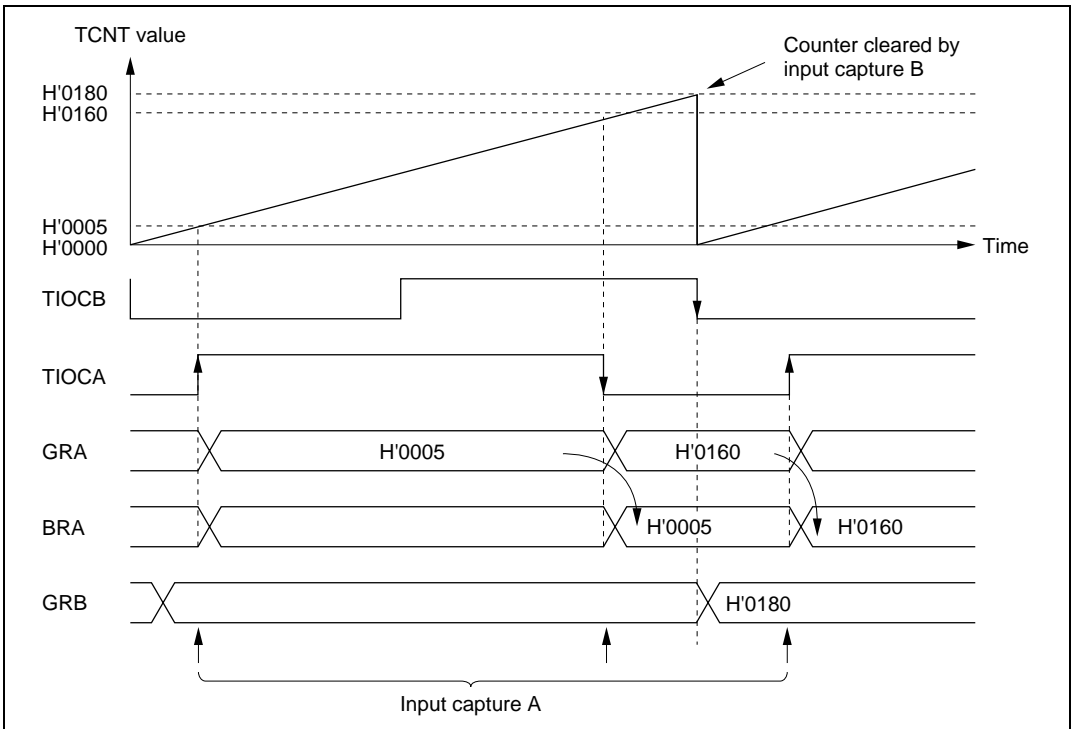 TCNT value
Counter cleared by
input capture B
H'0180
H'0160
H'0005
H'0000
Time
TIOCB
TIOCA
GRA
H'0005
H'0160
BRA
H'0005
H'0160
GRB
H'0180
Input capture A